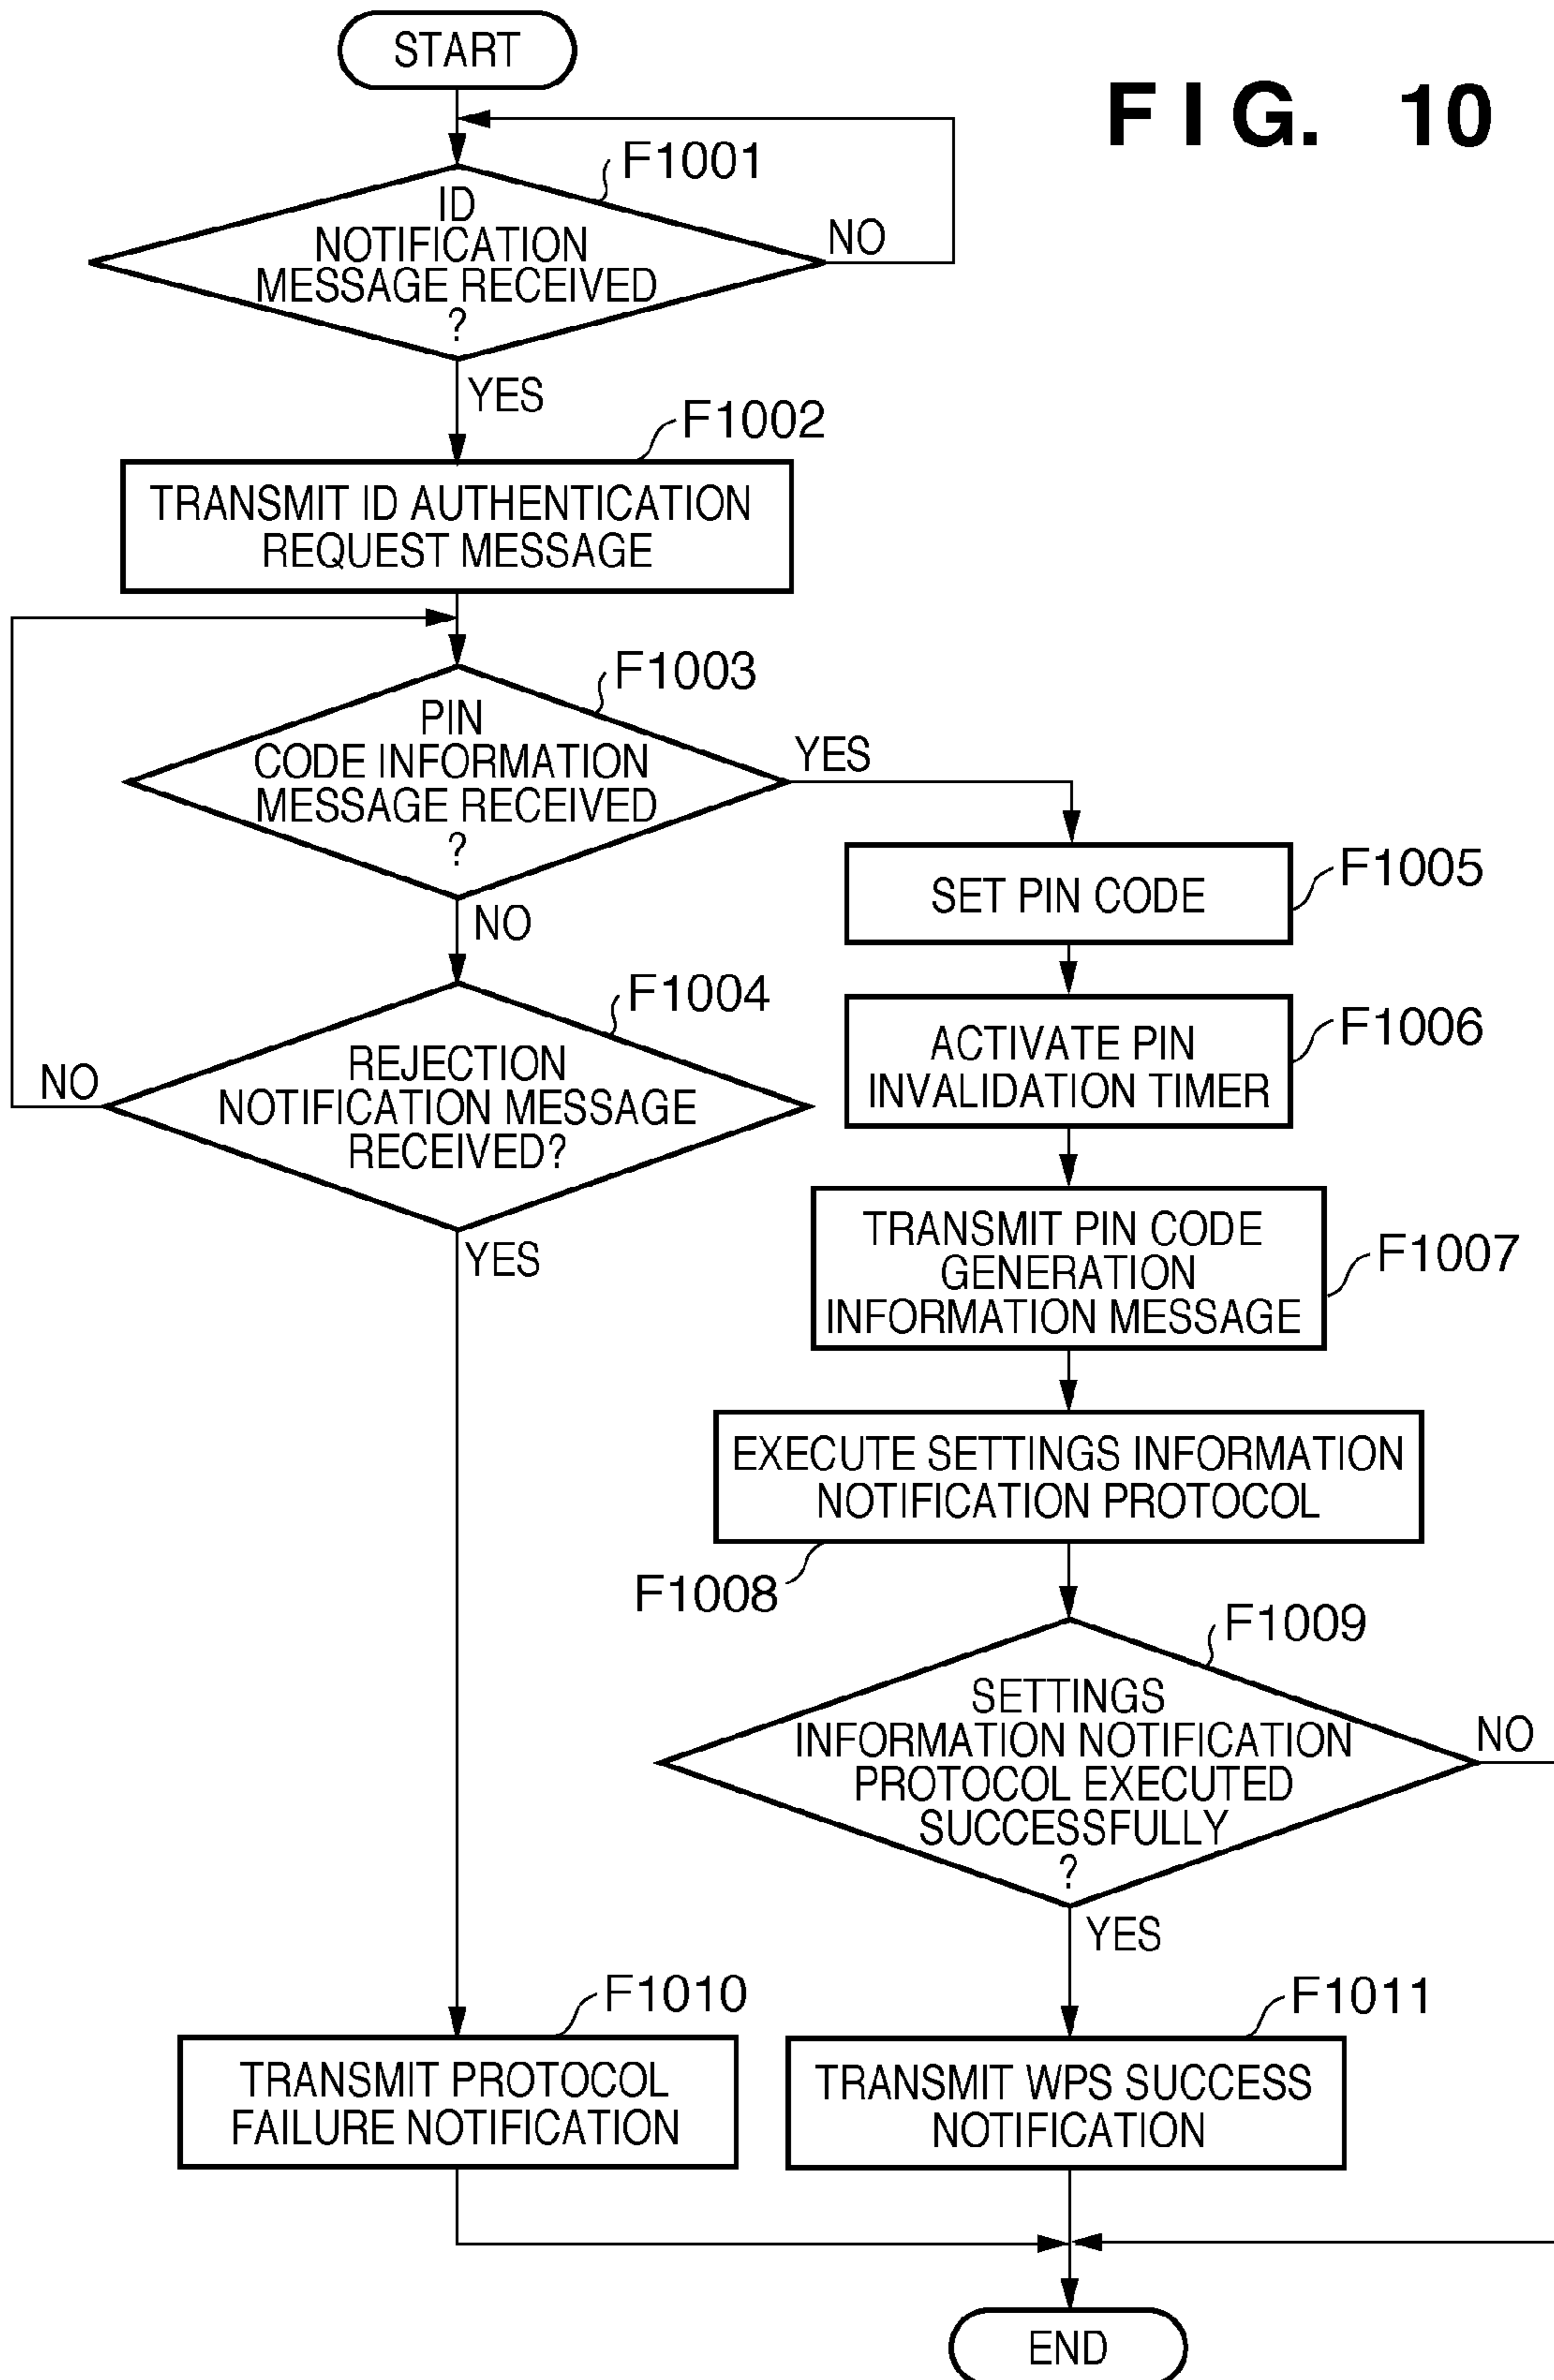 START
FIG. 10
F1001
ID
NOTIFICATION
MESSAGE RECEIVED
?
NO
YES
F1002
TRANSMIT ID AUTHENTICATION
REQUEST MESSAGE
F1003
PIN
CODE INFORMATION
MESSAGE RECEIVED
?
YES
NO
F1004
REJECTION
NOTIFICATION MESSAGE
RECEIVED?
NO
YES
SET PIN CODE
F1005
ACTIVATE PIN
INVALIDATION TIMER
F1006
TRANSMIT PIN CODE
GENERATION
INFORMATION MESSAGE
F1007
EXECUTE SETTINGS INFORMATION
NOTIFICATION PROTOCOL
F1008
F1009
SETTINGS
INFORMATION NOTIFICATION
PROTOCOL EXECUTED
SUCCESSFULLY
?
NO
YES
F1010
TRANSMIT PROTOCOL
FAILURE NOTIFICATION
F1011
TRANSMIT WPS SUCCESS
NOTIFICATION
END